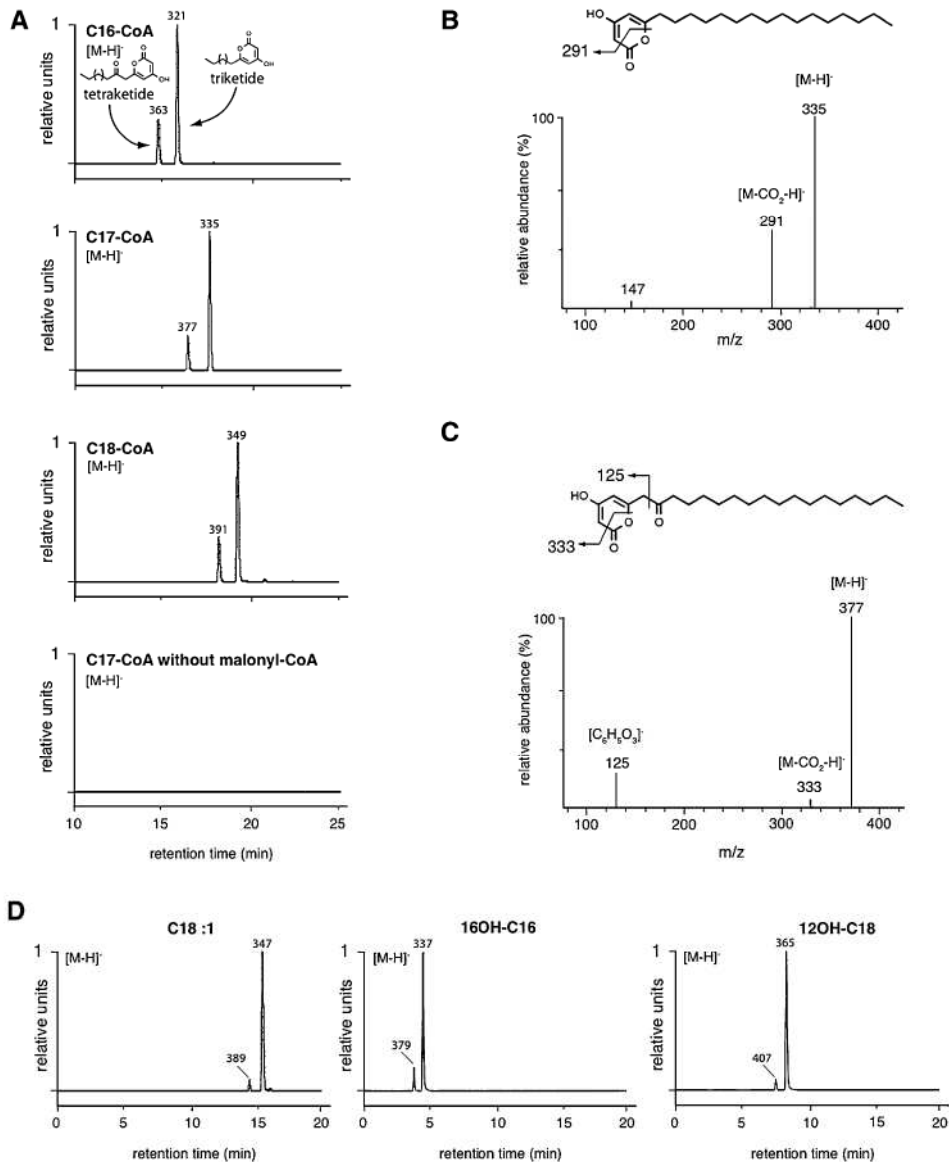 A
C16-CoA
[M-H]-
321
363
tetraketide
triketide
O
O
O
OH
O
O
OH
relative units
1
C17-CoA
[M-H]-
335
377
relative units
1
C18-CoA
[M-H]-
349
391
relative units
1
C17-CoA without malonyl-CoA
[M-H]-
relative units
1
10 15 20 25
retention time (min)
B
HO
O
O
291
[M-H]-
335
100
[M-CO2-H]-
291
147
relative abundance (%)
100 200 300 400
m/z
C
125
HO
O
O
O
333
[M-H]-
377
100
[C6H5O3]-
125
[M-CO2-H]-
333
relative abundance (%)
100 200 300 400
m/z
D
C18 :1
347
1
[M-H]-
389
relative units
0 5 10 15 20
retention time (min)
16OH-C16
337
1
[M-H]-
379
relative units
0 5 10 15 20
retention time (min)
12OH-C18
365
1
[M-H]-
407
relative units
0 5 10 15 20
retention time (min)